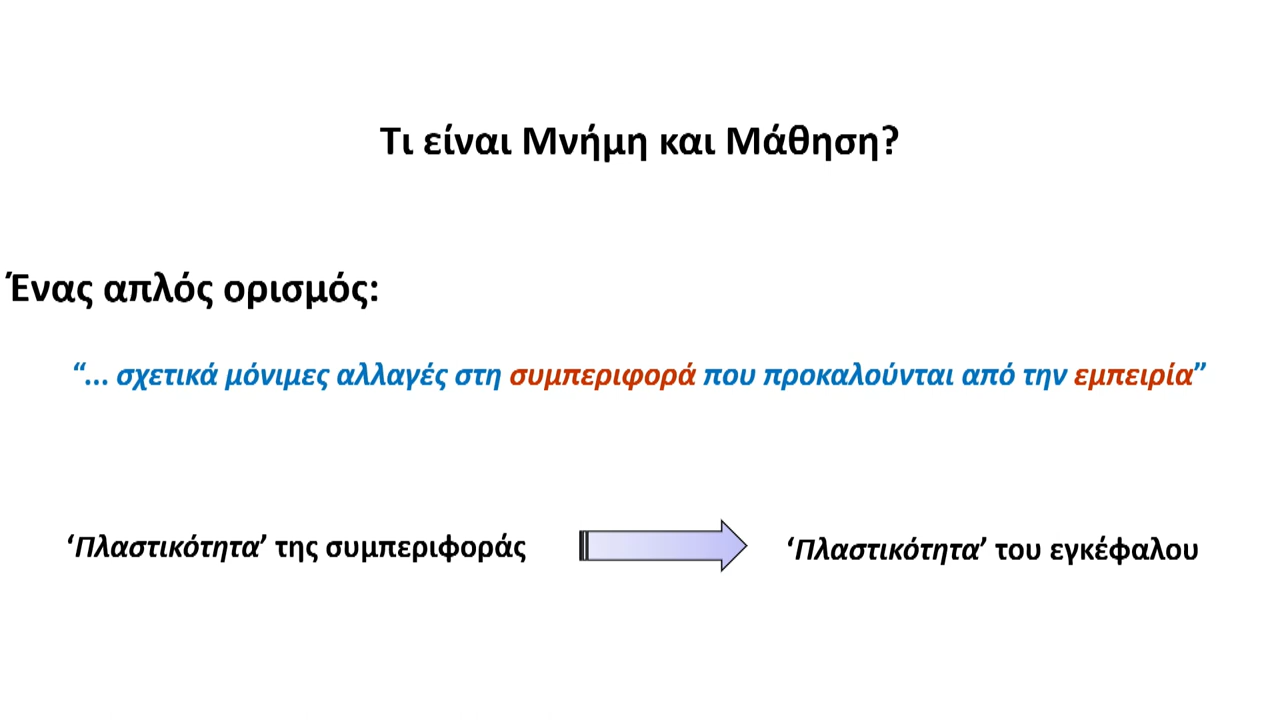 Τι είναι Μνήμη και Μάθηση?
Ένας απλός ορισμός:
“... σχετικά μόνιμες αλλαγές στη συμπεριφορά που προκαλούνται από την εμπειρία”
‘Πλαστικότητα’ της συμπεριφοράς
‘Πλαστικότητα’ του εγκέφαλου